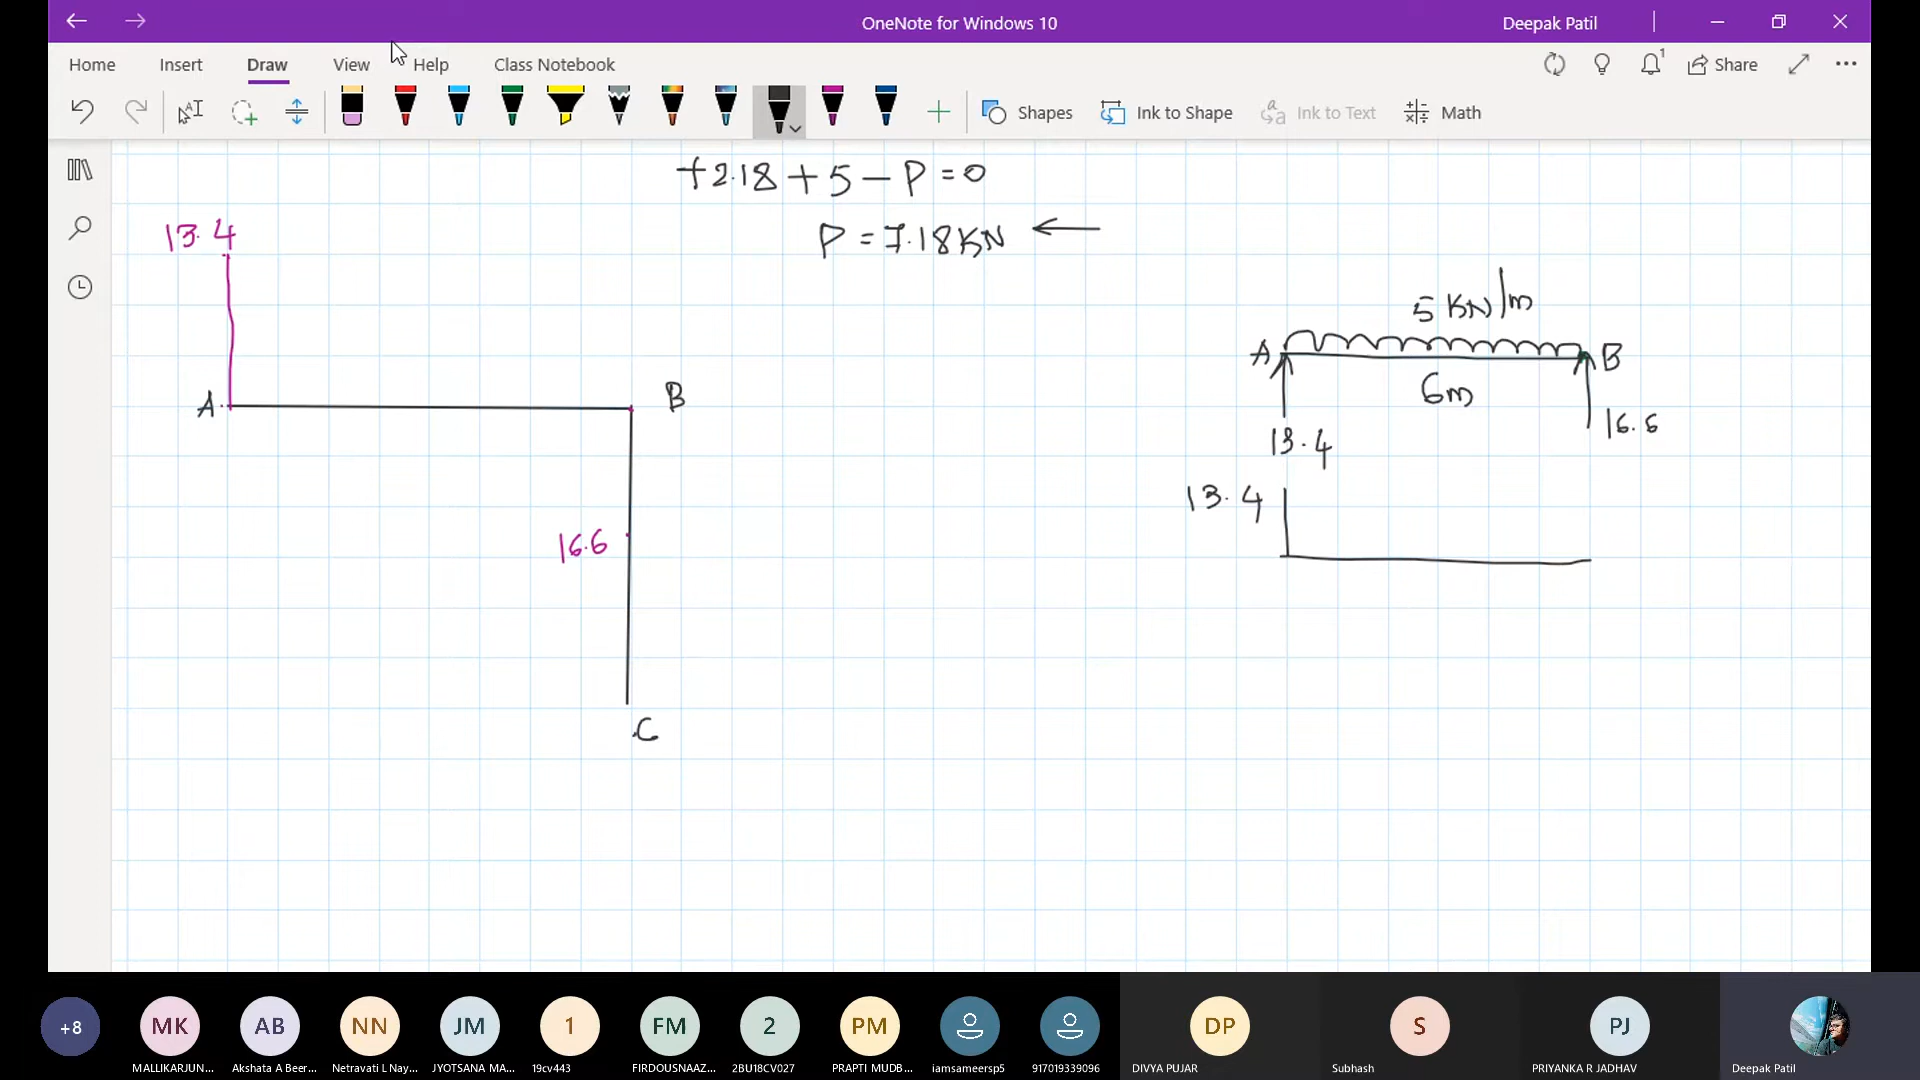 OneNote for Windows 10
Deepak Patil
Home Insert Draw View Help Class Notebook
1 Share
Shapes Ink to Shape Ink to Text Math
+2.18 + 5 - P = 0
P = 7.18 KN ←
13.4
A B
16.6
C
5 KN/m
A B
6m
13.4
16.6
13.4
+8 MK AB NN JM 1 FM 2 PM DP S PJ
MALLIKARJUN... Akshata A Beer... Netravati L Nay... JYOTSANA MA... 19cv443 FIRDOUSNAAZ... 2BU18CV027 PRAPTI MUDB... iamsameersp5 917019339096 DIVYA PUJAR Subhash PRIYANKA R JADHAV Deepak Patil